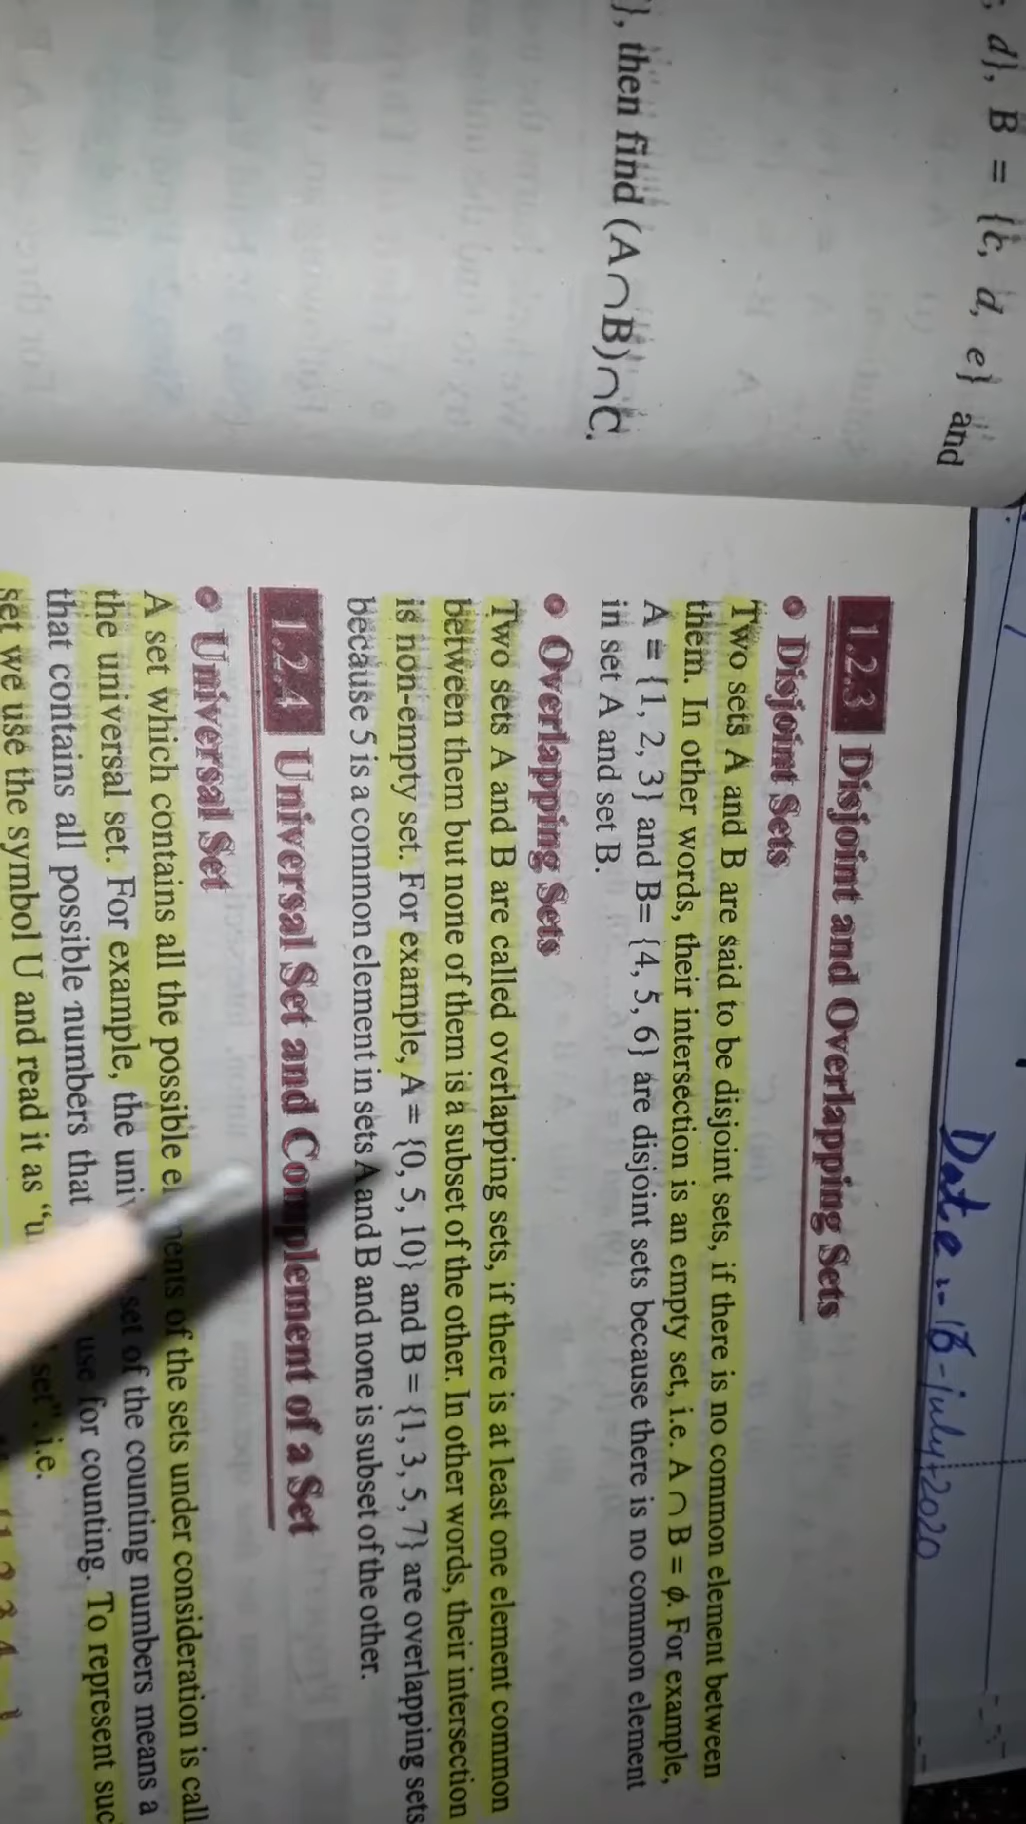 , d}, B = {c, d, e} and
}, then find (A∩B)∩C.
Date :- 18-july-2020
1.2.3 Disjoint and Overlapping Sets
• Disjoint Sets
Two sets A and B are said to be disjoint sets, if there is no common element between
them. In other words, their intersection is an empty set, i.e. A ∩ B = ϕ. For example,
A = {1, 2, 3} and B= {4, 5, 6} are disjoint sets because there is no common element
in set A and set B.
• Overlapping Sets
Two sets A and B are called overlapping sets, if there is at least one element common
between them but none of them is a subset of the other. In other words, their intersection
is non-empty set. For example, A = {0, 5, 10} and B = {1, 3, 5, 7} are overlapping sets
because 5 is a common element in sets A and B and none is subset of the other.
1.2.4 Universal Set and Complement of a Set
• Universal Set
A set which contains all the possible of the sets under consideration is call
the universal set. For example, the set of the counting numbers means a
that contains all possible numbers that use for counting. To represent suc
set we use the symbol U and read it as set". i.e.